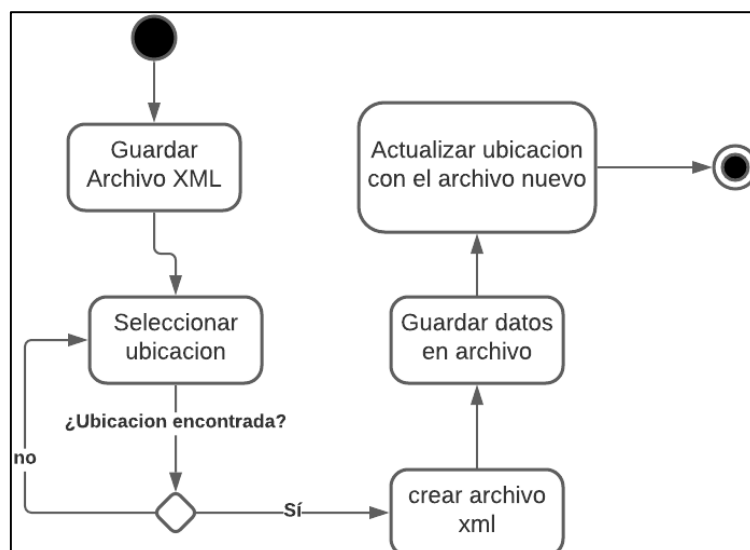 Guardar
Archivo XML
Seleccionar
ubicacion
¿Ubicacion encontrada?
no
Sí
crear archivo
xml
Guardar datos
en archivo
Actualizar ubicacion
con el archivo nuevo